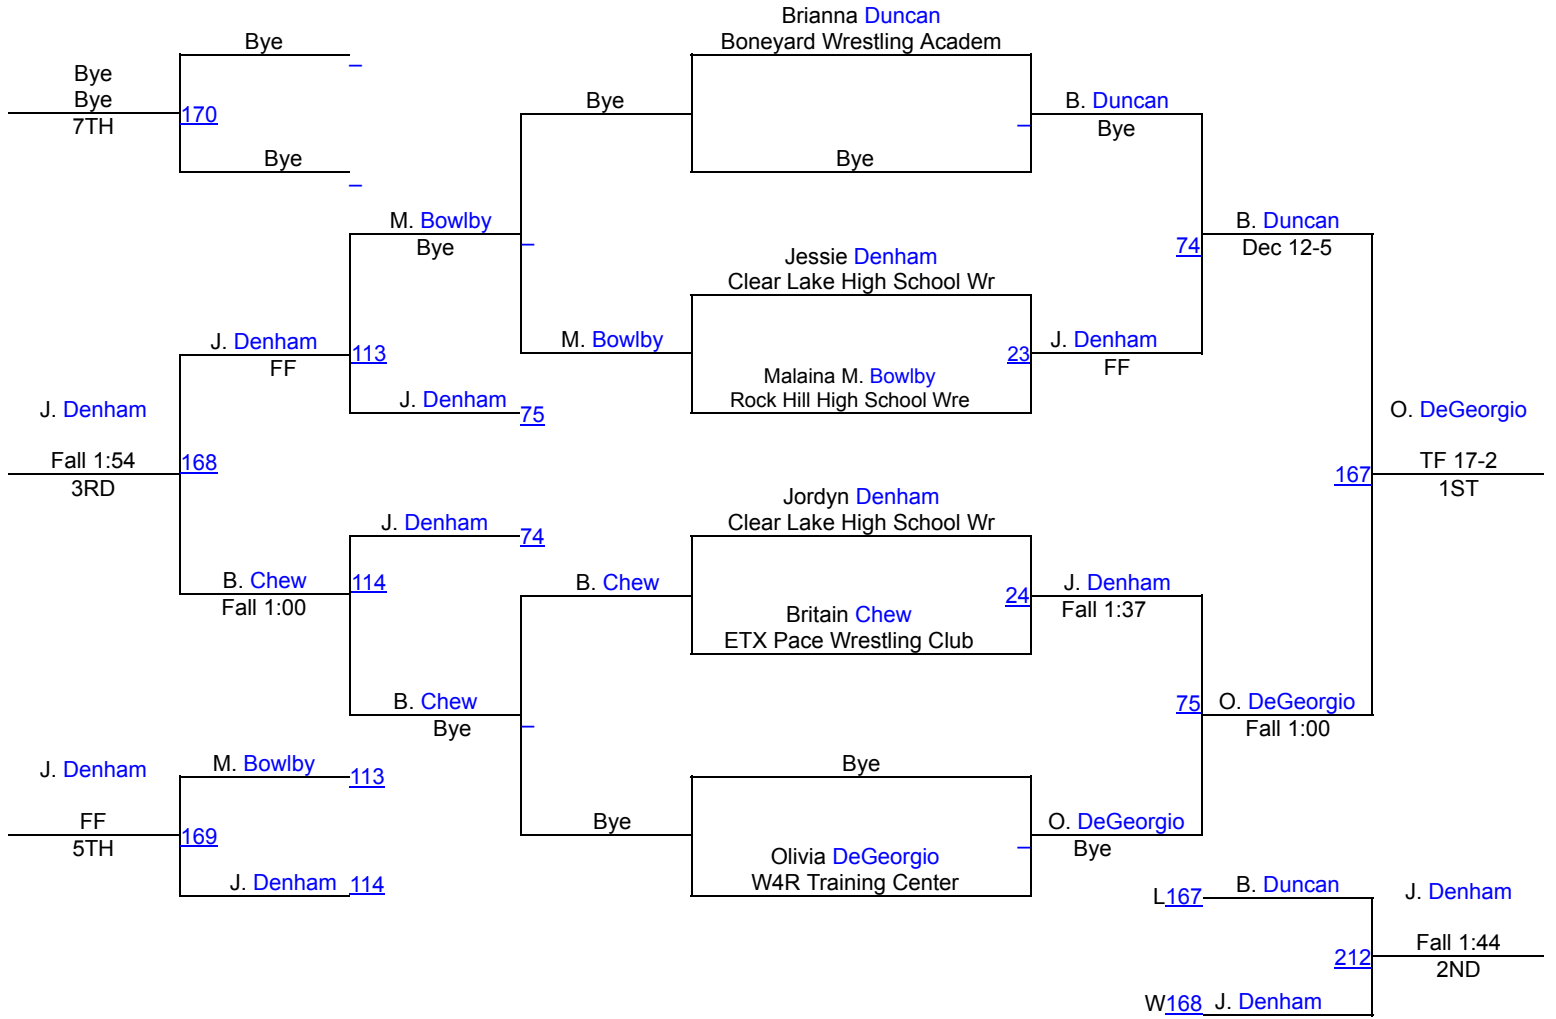 Brianna Duncan
Boneyard Wrestling Academ
Bye
–
Bye
Bye
170
7TH
Bye
–
Bye
B. Duncan
–
Bye
Bye
M. Bowlby
Bye
–
B. Duncan
74
Dec 12-5
Jessie Denham
Clear Lake High School Wr
J. Denham
113
FF
M. Bowlby
23
J. Denham
FF
Malaina M. Bowlby
Rock Hill High School Wre
J. Denham
75
J. Denham
Fall 1:54
168
3RD
O. DeGeorgio
TF 17-2
167
1ST
Jordyn Denham
Clear Lake High School Wr
J. Denham
74
B. Chew
114
Fall 1:00
B. Chew
24
J. Denham
Fall 1:37
Britain Chew
ETX Pace Wrestling Club
B. Chew
Bye
–
75
O. DeGeorgio
Fall 1:00
J. Denham
M. Bowlby
113
Bye
FF
169
5TH
Bye
O. DeGeorgio
–
Bye
Olivia DeGeorgio
W4R Training Center
J. Denham
114
L167
B. Duncan
J. Denham
Fall 1:44
212
2ND
W168
J. Denham